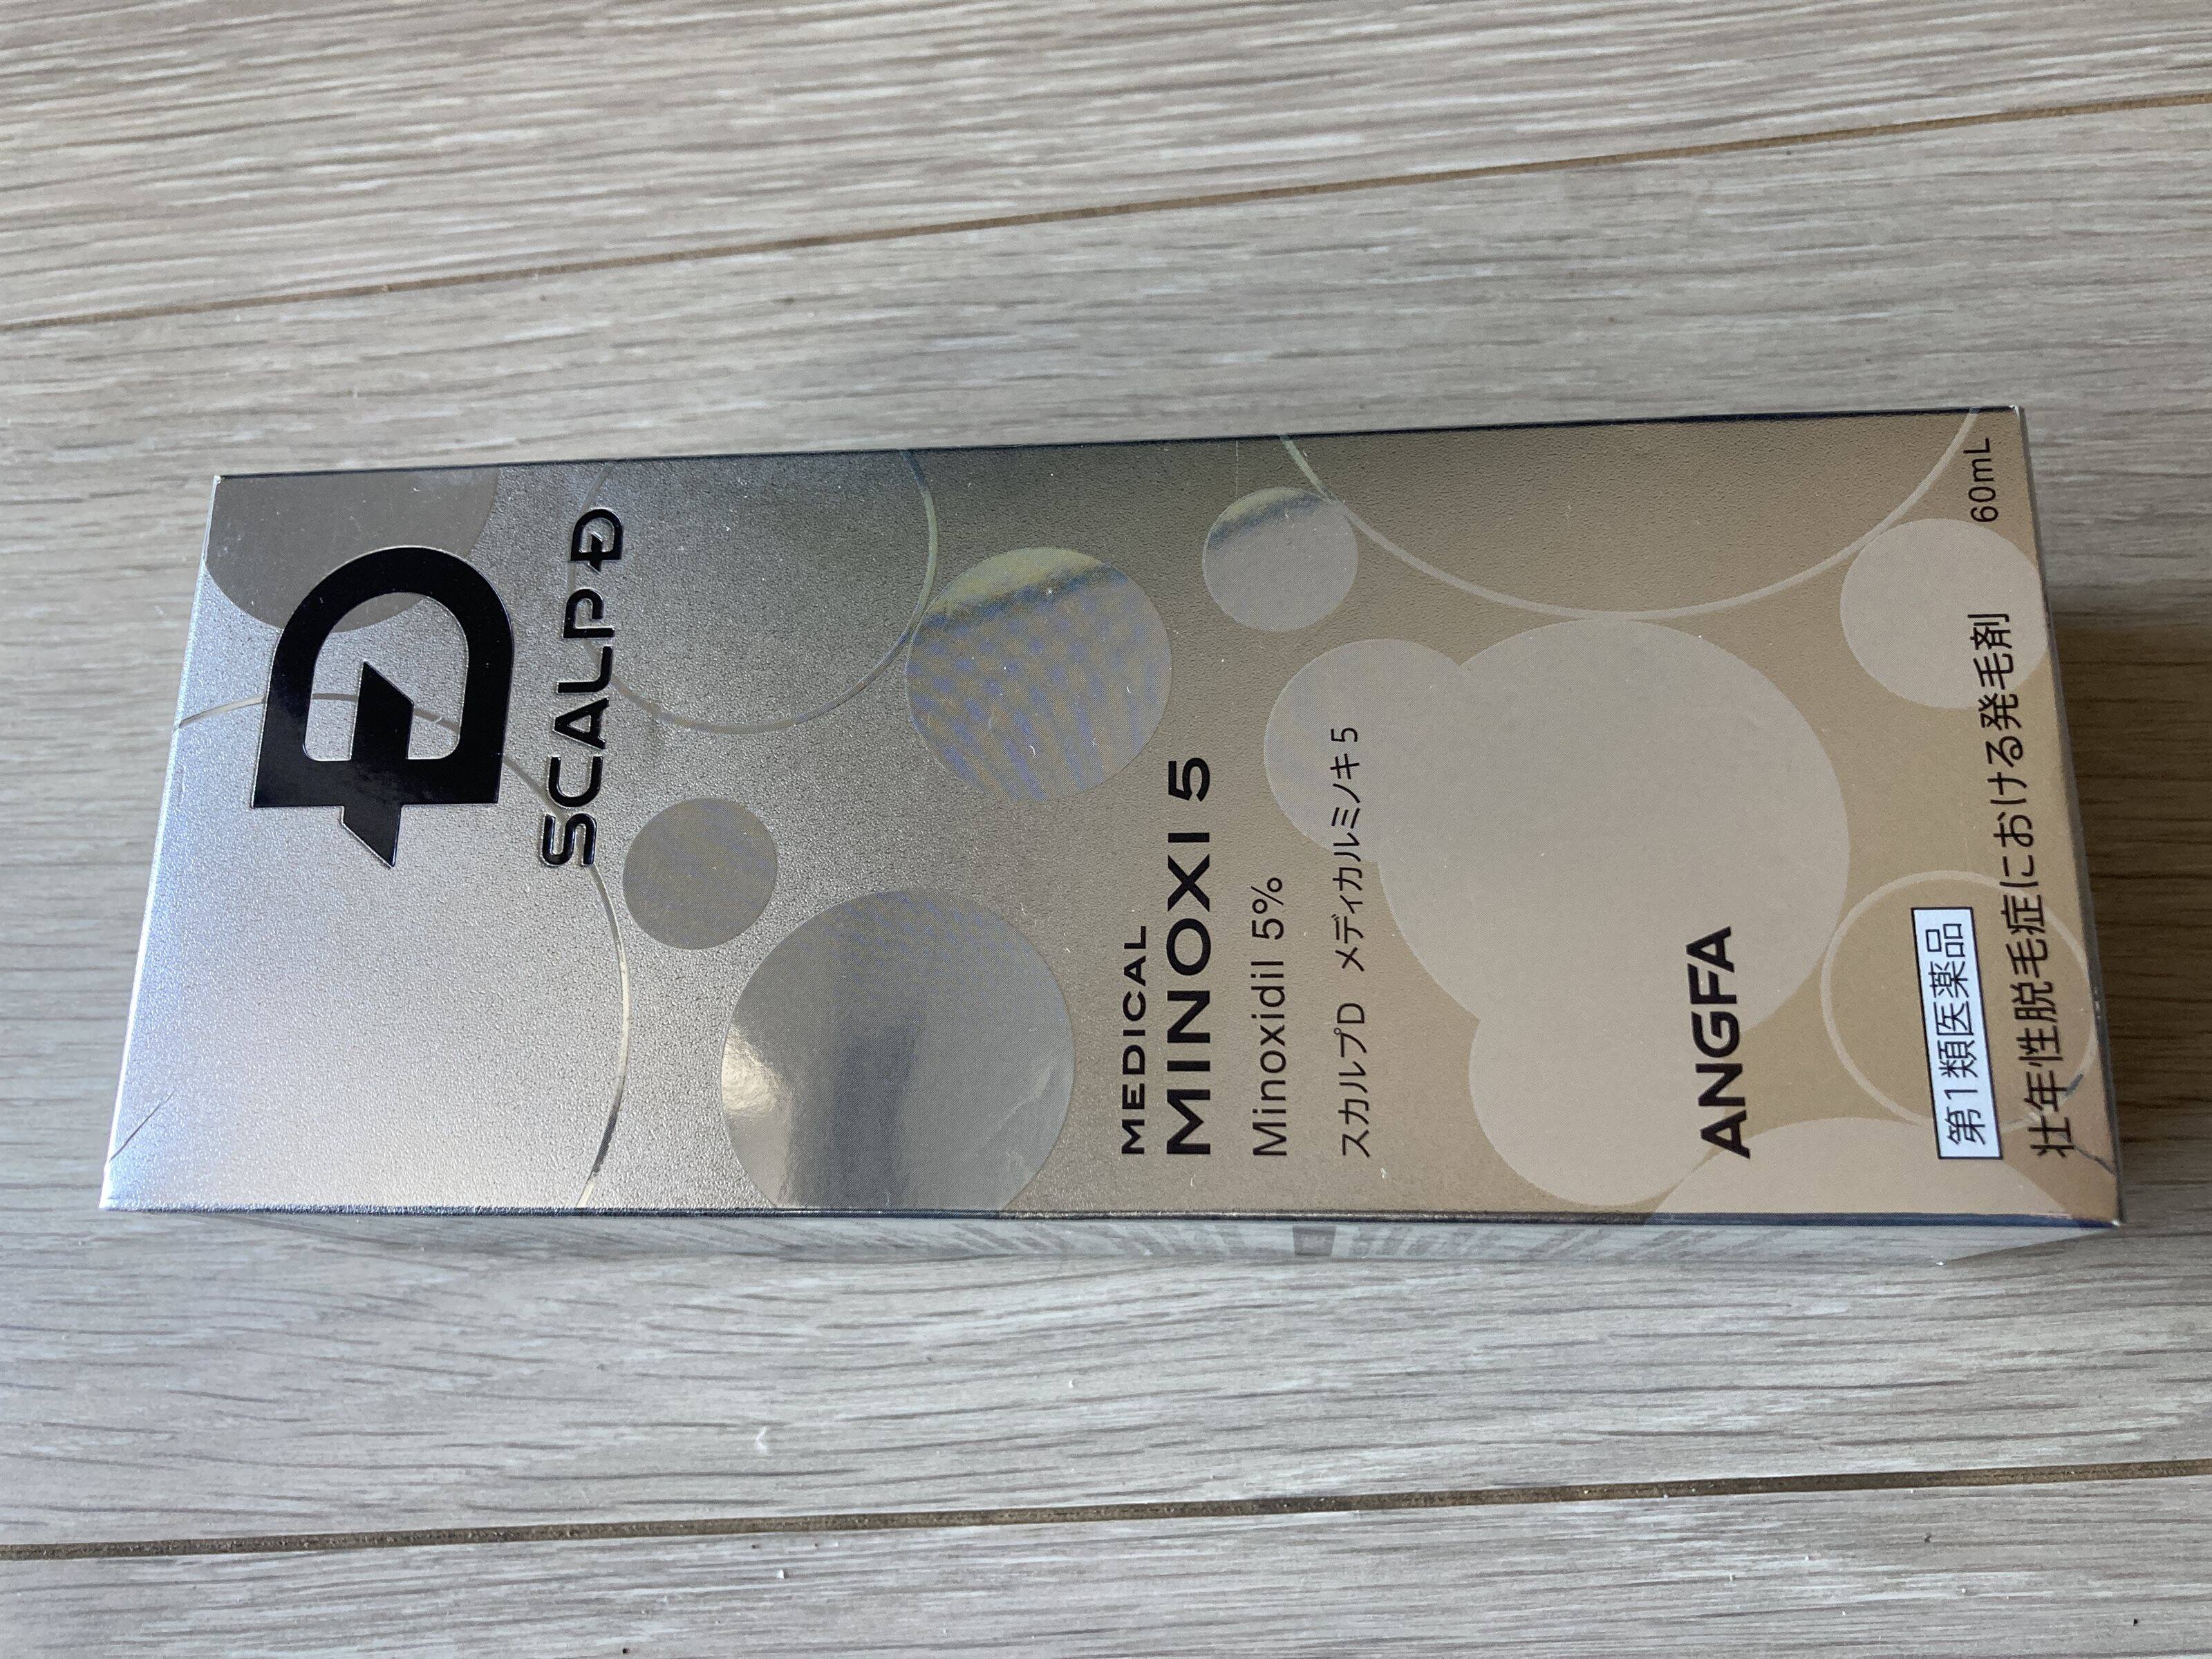 SCALP D
MEDICAL
MINOXI 5
Minoxidil 5%
スカルプD メディカルミノキ5
ANGFA
第1類医薬品
壮年性脱毛症における発毛剤 60mL